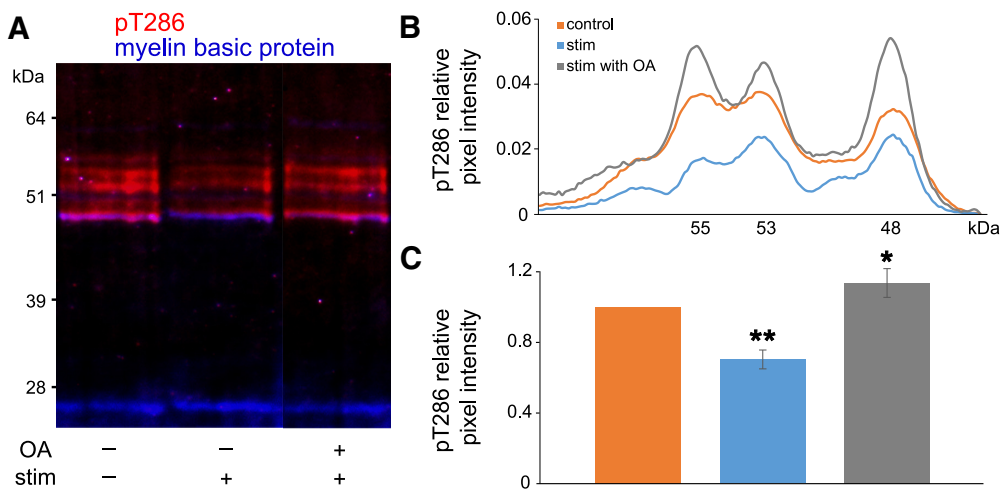 A
pT286
myelin basic protein
kDa
64
51
39
28
OA – – +
stim – + +
B
pT286 relative
pixel intensity
0.06
0.04
0.02
0
control
stim
stim with OA
55 53 48 kDa
C
pT286 relative
pixel intensity
1.2
0.8
0.4
0
**
*